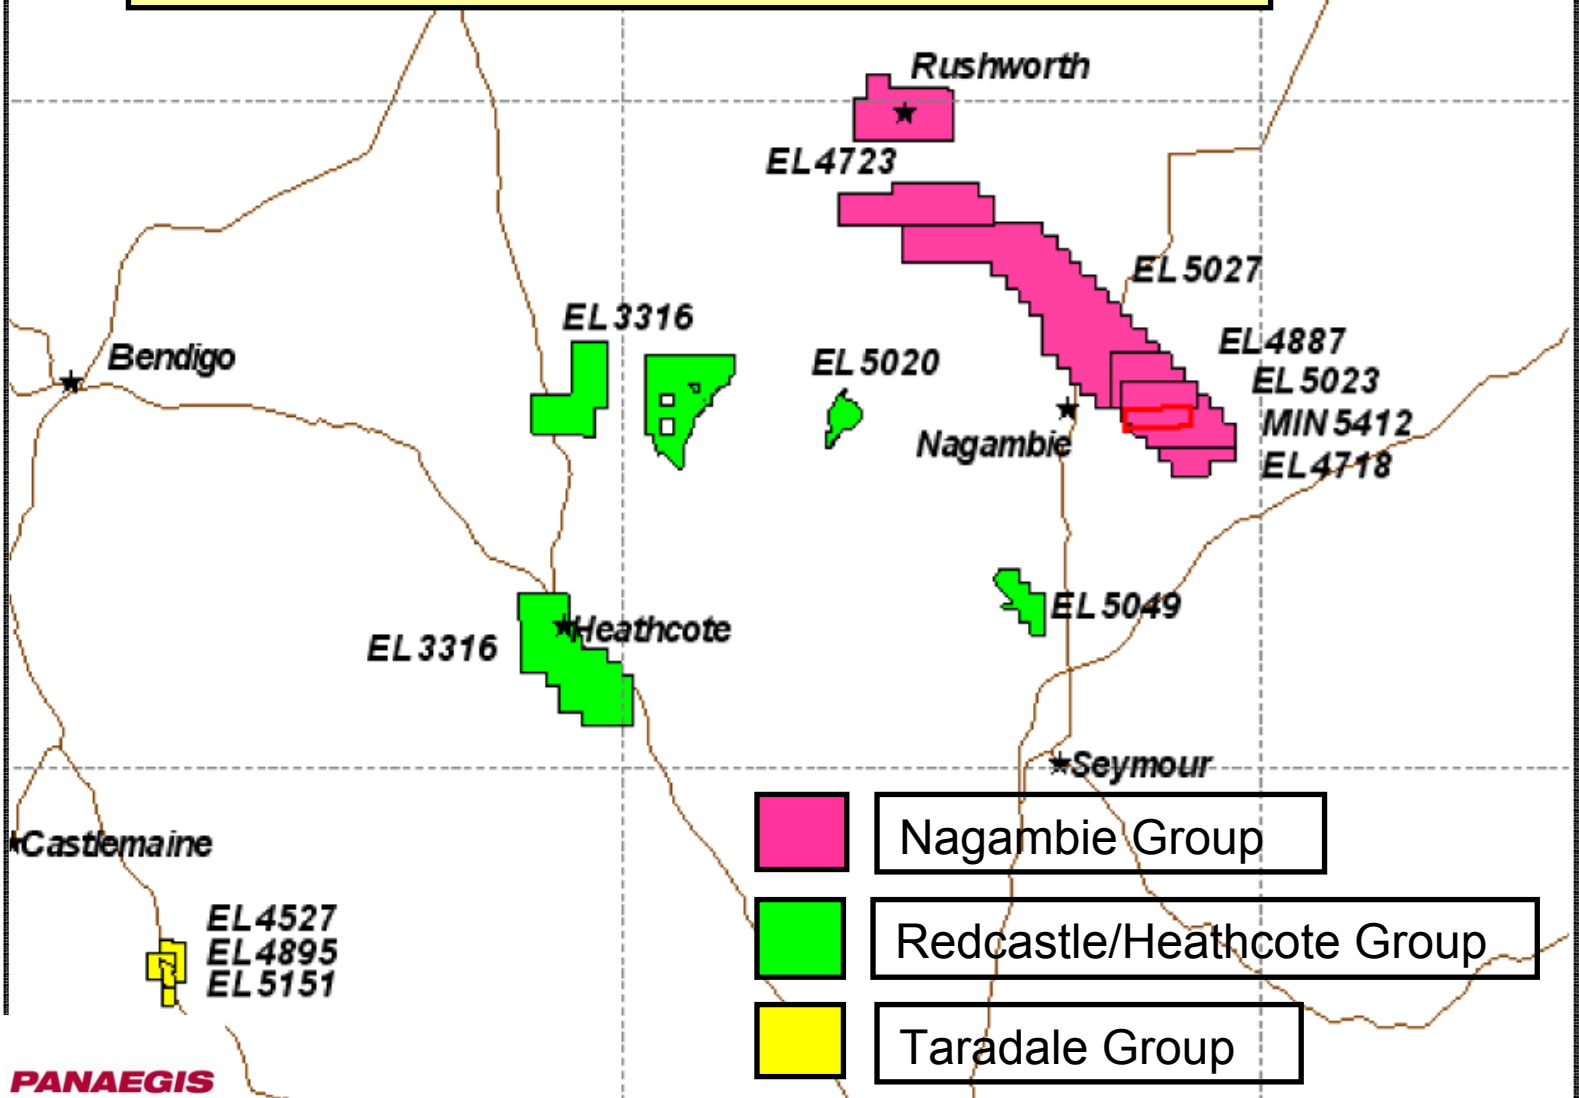 Rushworth
EL4723
EL5027
EL3316
EL4887
Bendigo
EL5020
EL5023
MIN5412
Nagambie
EL4718
EL5049
Heathcote
EL3316
Seymour
Nagambie Group
Castlemaine
EL4527
Redcastle/Heathcote Group
EL4895
EL5151
Taradale Group
PANAEGIS